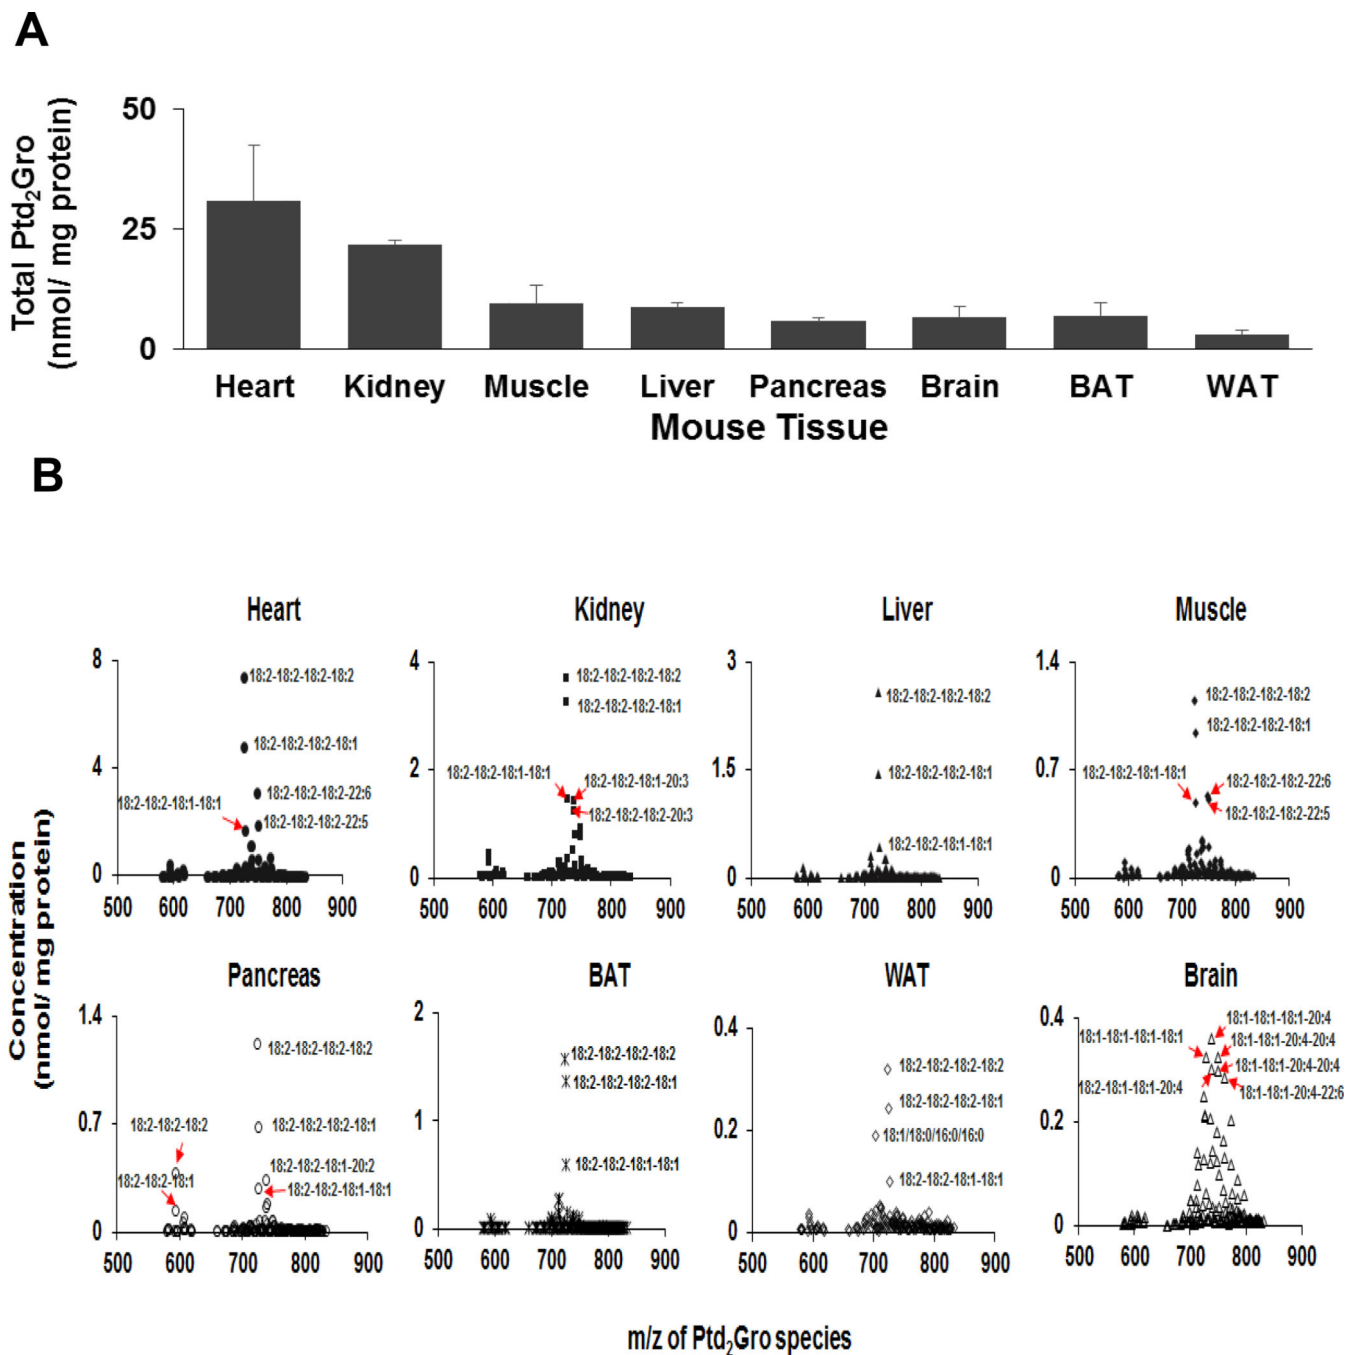 A
Total Ptd₂Gro
(nmol/ mg protein)
50
25
0
Heart Kidney Muscle Liver Pancreas Brain BAT WAT
Mouse Tissue
B
Concentration
(nmol/ mg protein)
Heart
8
4
0
18:2-18:2-18:2-18:2
18:2-18:2-18:2-18:1
18:2-18:2-18:2-22:6
18:2-18:2-18:1-18:1
18:2-18:2-18:2-22:5
500 600 700 800 900
Kidney
4
2
0
18:2-18:2-18:2-18:2
18:2-18:2-18:2-18:1
18:2-18:2-18:1-18:1
18:2-18:2-18:1-20:3
18:2-18:2-18:2-20:3
500 600 700 800 900
Liver
3
1.5
0
18:2-18:2-18:2-18:2
18:2-18:2-18:2-18:1
18:2-18:2-18:1-18:1
500 600 700 800 900
Muscle
1.4
0.7
0
18:2-18:2-18:2-18:2
18:2-18:2-18:2-18:1
18:2-18:2-18:1-18:1
18:2-18:2-18:2-22:6
18:2-18:2-18:2-22:5
500 600 700 800 900
Pancreas
1.4
0.7
0
18:2-18:2-18:2-18:2
18:2-18:2-18:2
18:2-18:2-18:2-18:1
18:2-18:2-18:1
18:2-18:2-18:1-20:2
18:2-18:2-18:1-18:1
500 600 700 800 900
BAT
2
1
0
18:2-18:2-18:2-18:2
18:2-18:2-18:2-18:1
18:2-18:2-18:1-18:1
500 600 700 800 900
WAT
0.4
0.2
0
18:2-18:2-18:2-18:2
18:2-18:2-18:2-18:1
18:1/18:0/16:0/16:0
18:2-18:2-18:1-18:1
500 600 700 800 900
Brain
0.4
0.2
0
18:1-18:1-18:1-20:4
18:1-18:1-18:1-18:1
18:1-18:1-20:4-20:4
18:1-18:1-20:4-20:4
18:2-18:1-18:1-20:4
18:1-18:1-20:4-22:6
500 600 700 800 900
m/z of Ptd₂Gro species